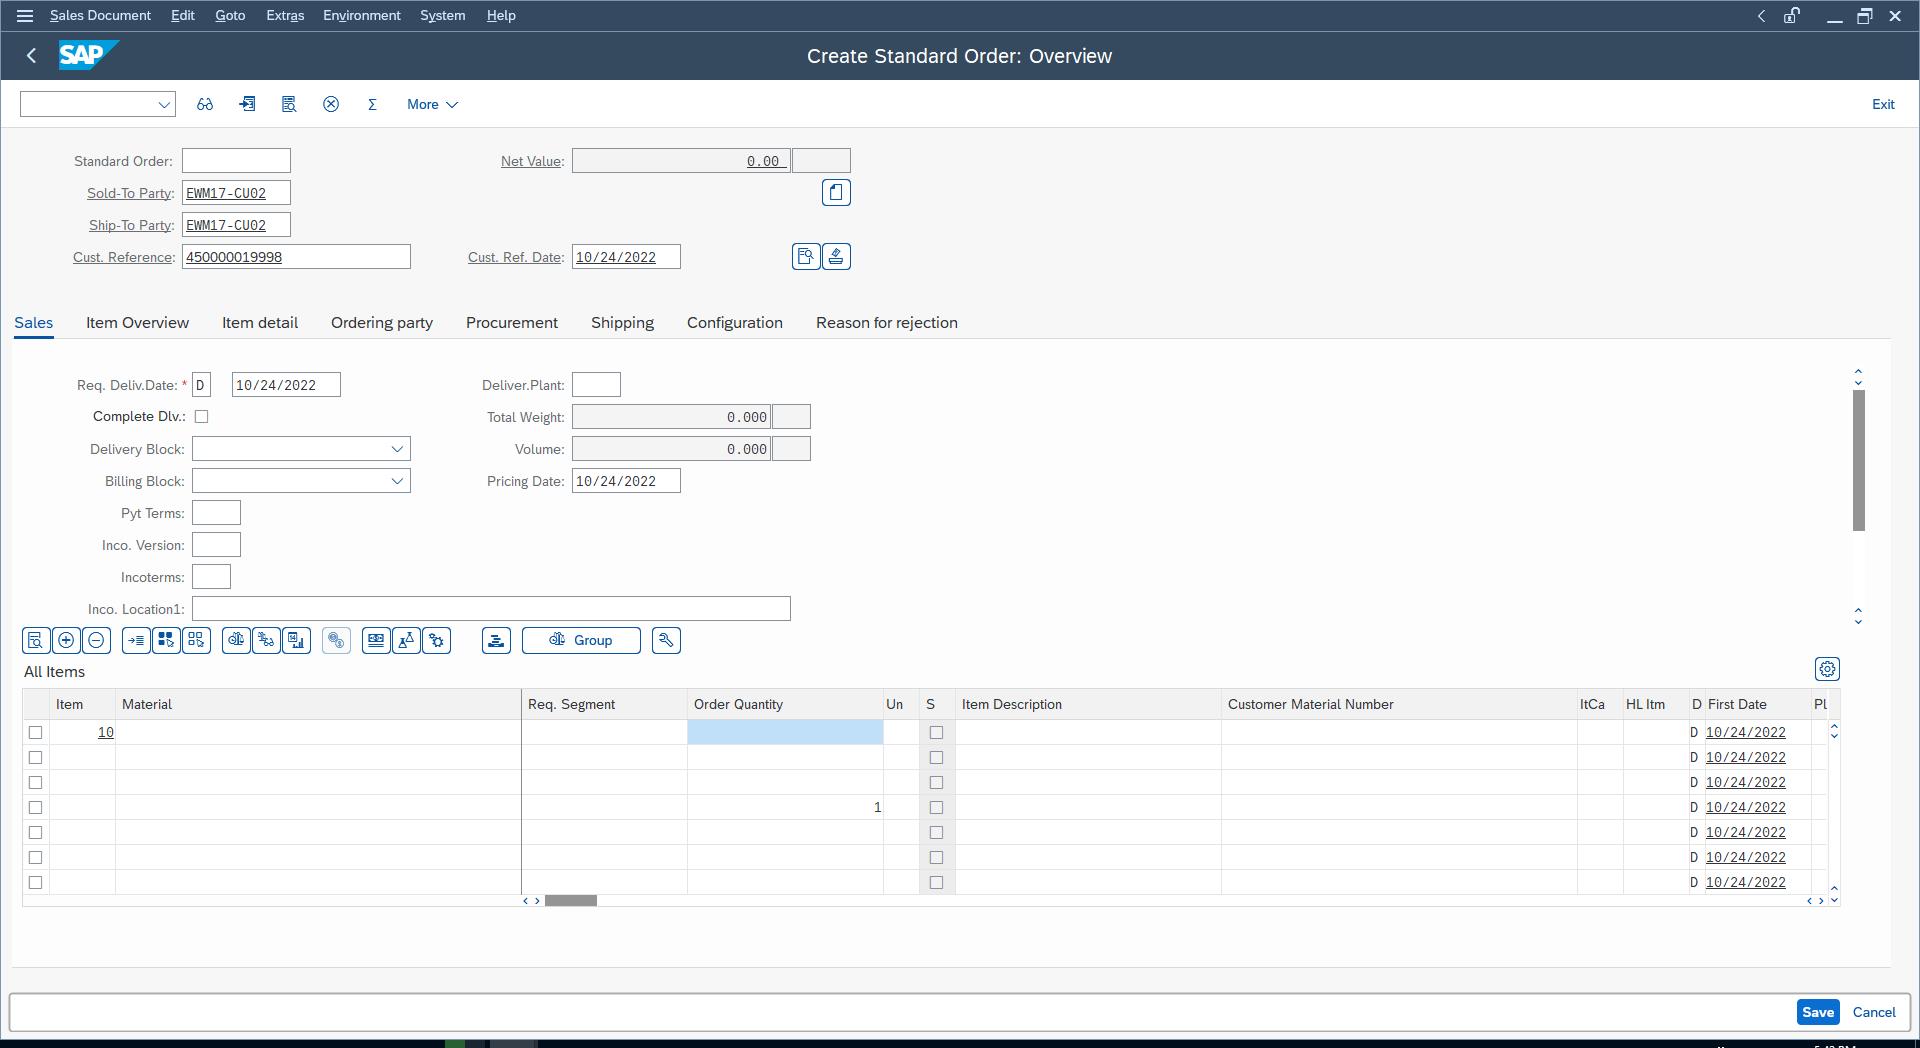 Sales Document Edit Goto Extras Environment System Help
SAP Create Standard Order: Overview
More Exit
Standard Order: Net Value: 0.00
Sold-To Party: EWM17-CU02
Ship-To Party: EWM17-CU02
Cust. Reference: 450000019998 Cust. Ref. Date: 10/24/2022
Sales Item Overview Item detail Ordering party Procurement Shipping Configuration Reason for rejection
Req. Deliv.Date: * D 10/24/2022 Deliver.Plant:
Complete Dlv.: Total Weight: 0.000
Delivery Block: Volume: 0.000
Billing Block: Pricing Date: 10/24/2022
Pyt Terms:
Inco. Version:
Incoterms:
Inco. Location1:
Group
All Items
Item Material Req. Segment Order Quantity Un S Item Description Customer Material Number ItCa HL Itm D First Date Pl
10 D 10/24/2022
D 10/24/2022
D 10/24/2022
1 D 10/24/2022
D 10/24/2022
D 10/24/2022
D 10/24/2022
Save Cancel